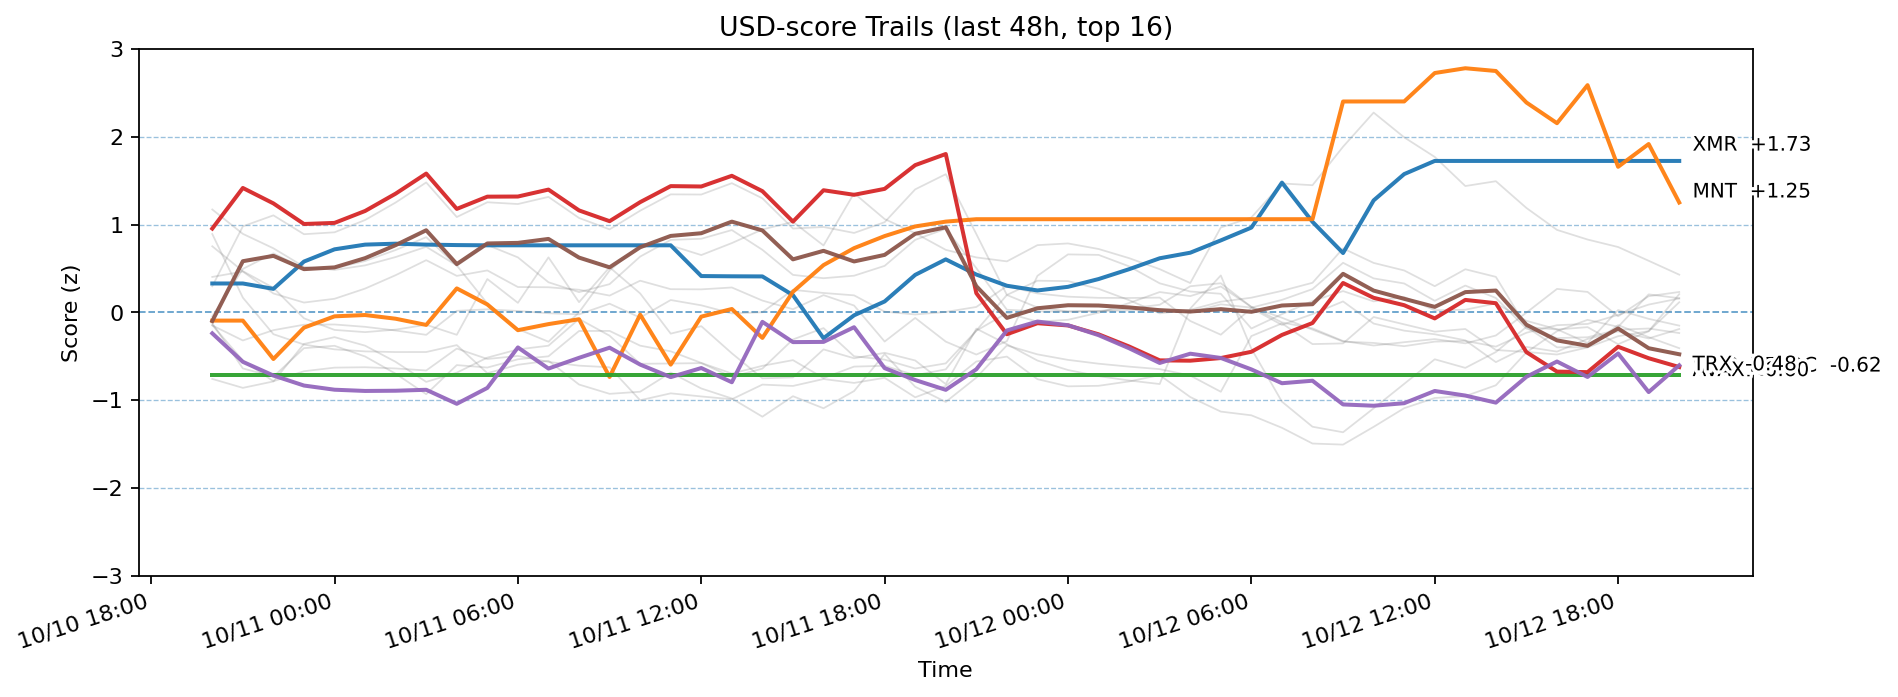 USD-score Trails (last 48h, top 16)
Score (z)
3
2
1
0
−1
−2
−3
XMR +1.73
MNT +1.25
TRX -0.48
-0.62
10/10 18:00
10/11 00:00
10/11 06:00
10/11 12:00
10/11 18:00
10/12 00:00
10/12 06:00
10/12 12:00
10/12 18:00
Time